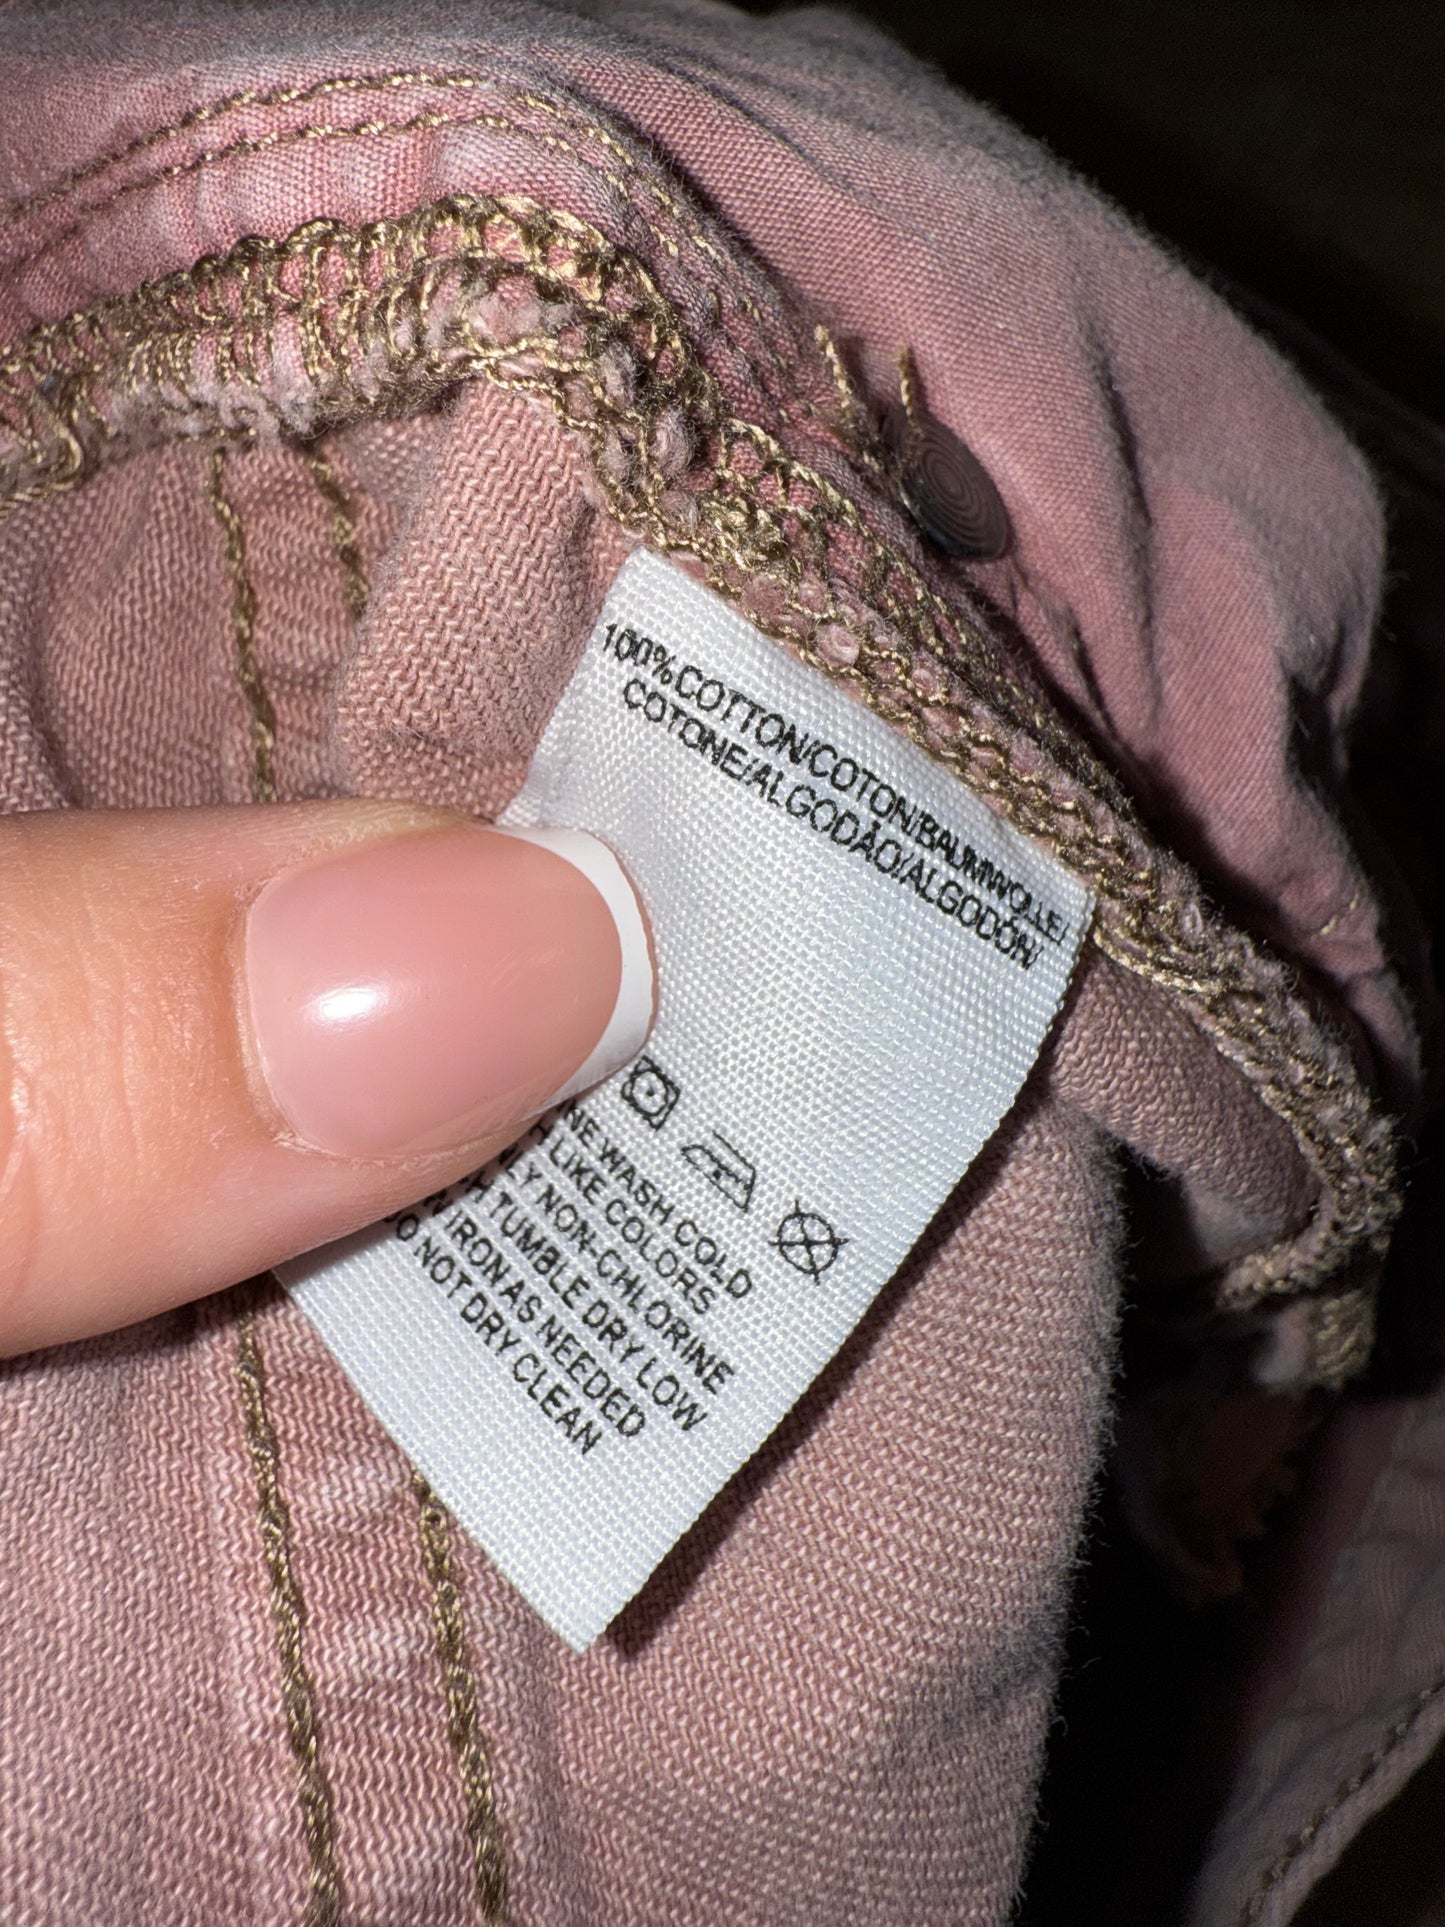 100%COTTON/COTON/BAUMWOLLE/
COTONE/ALGODÃO/ALGODÓN/
WASH COLD
LIKE COLORS
NON-CHLORINE
TUMBLE DRY LOW
IRON AS NEEDED
NOT DRY CLEAN